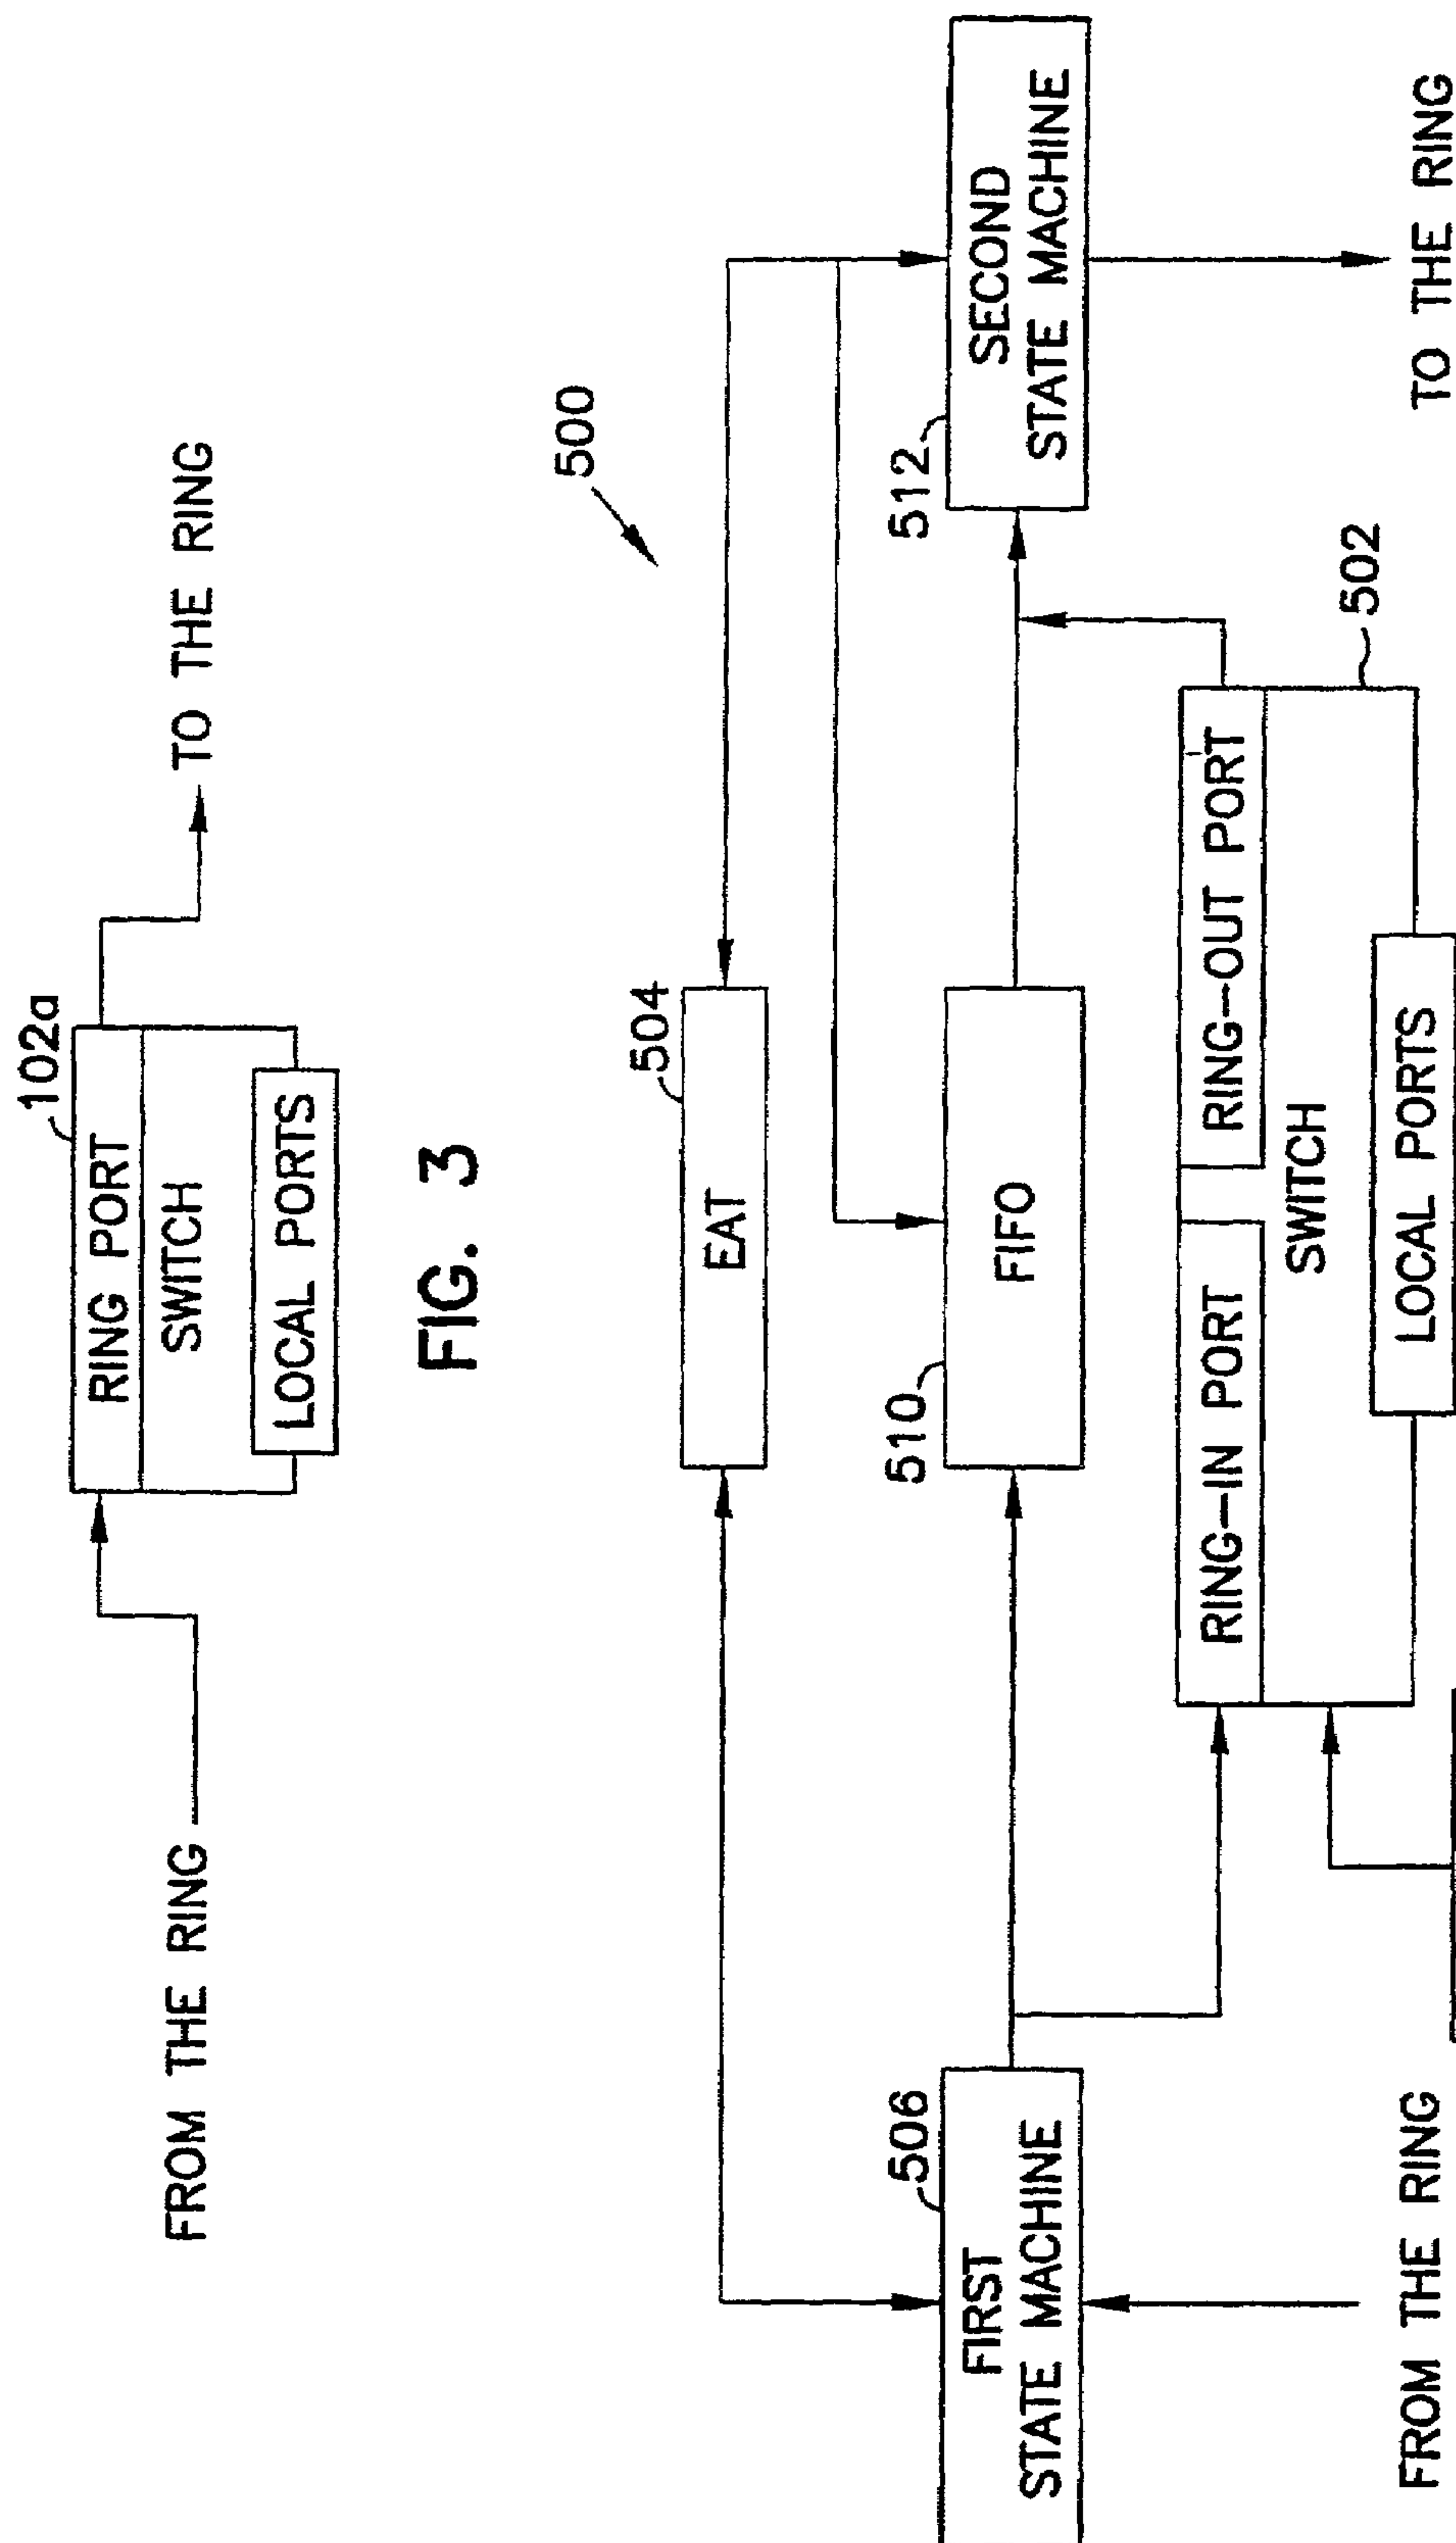 102a
RING PORT
SWITCH
LOCAL PORTS
FROM THE RING
TO THE RING
FIG. 3
500
504
EAT
506
FIRST
STATE MACHINE
510
FIFO
512
SECOND
STATE MACHINE
RING-IN PORT
RING-OUT PORT
SWITCH
502
LOCAL PORTS
FROM THE RING
TO THE RING